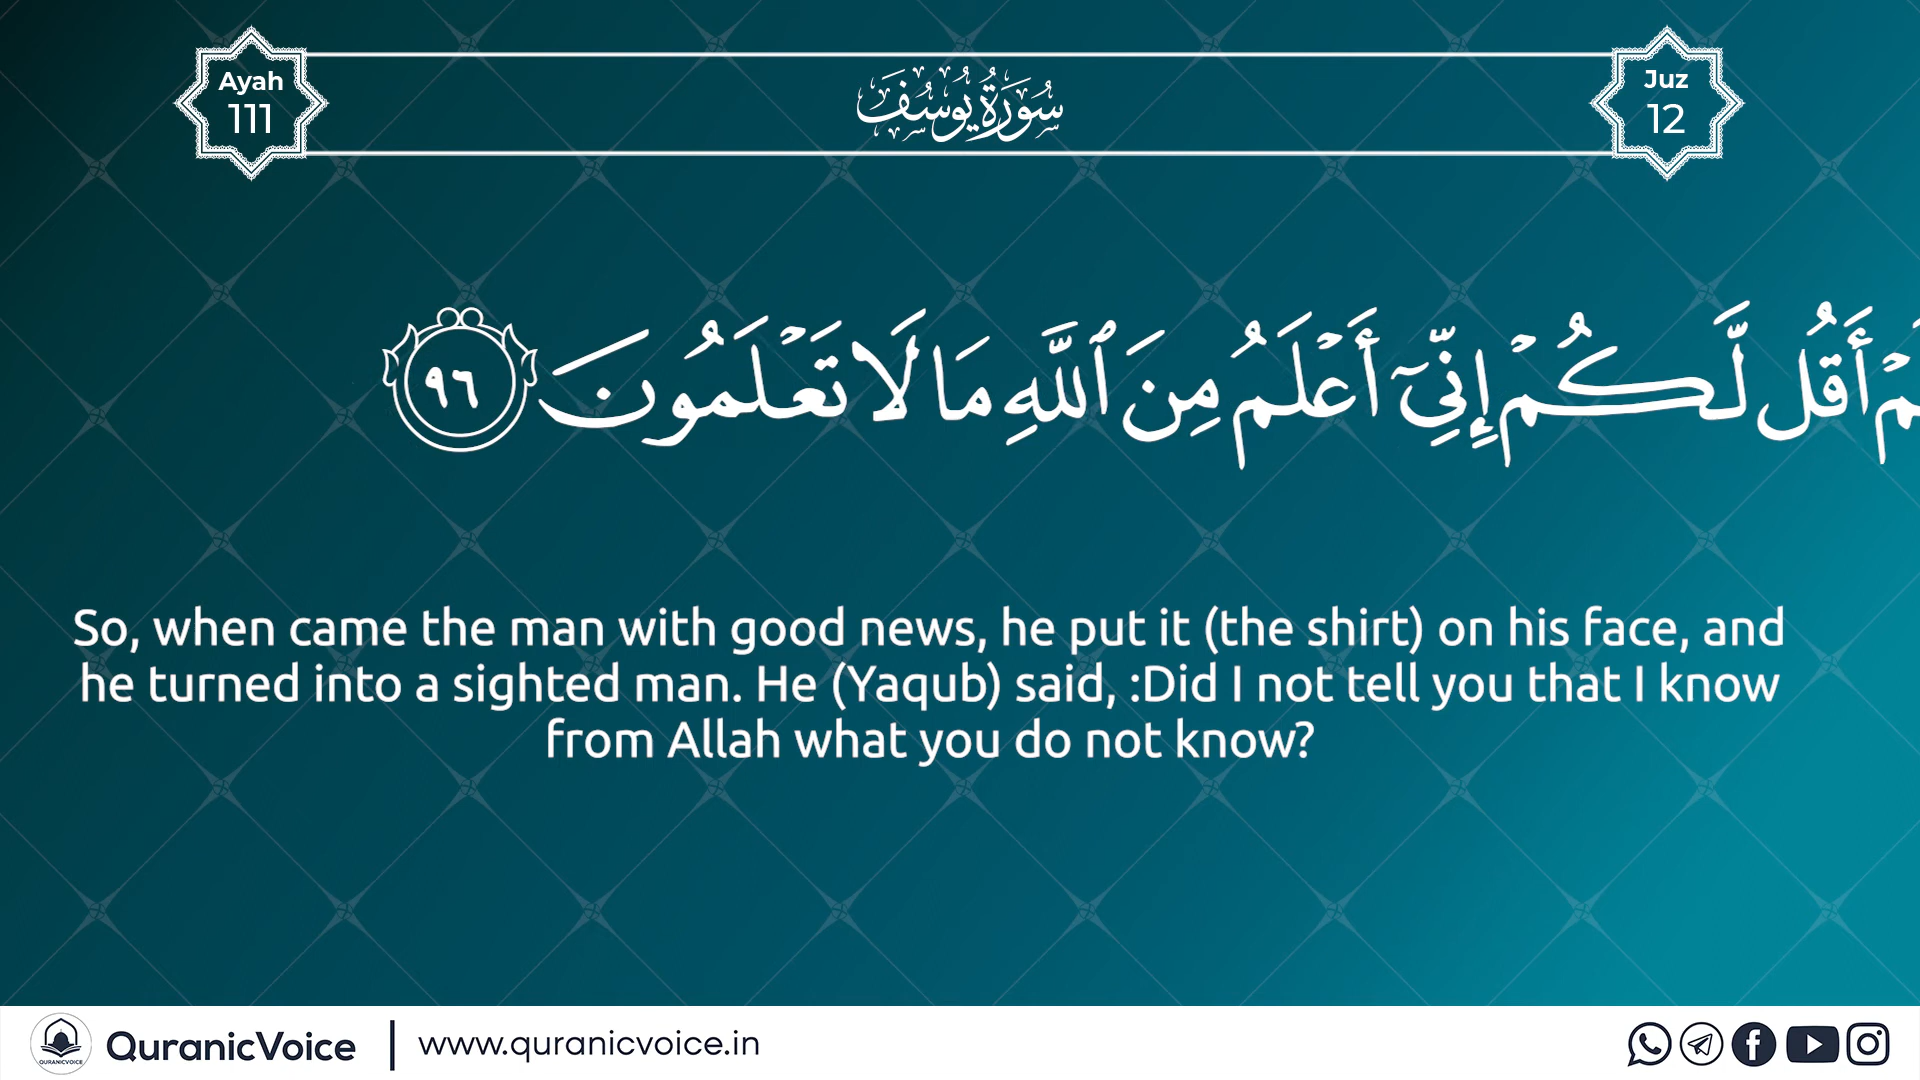 Ayah
111
سُورَةُ يُوسُفَ
Juz
12
أَقُل لَّكُمْ إِنِّىٓ أَعْلَمُ مِنَ ٱللَّهِ مَا لَا تَعْلَمُونَ ٩٦
So, when came the man with good news, he put it (the shirt) on his face, and
he turned into a sighted man. He (Yaqub) said, :Did I not tell you that I know
from Allah what you do not know?
QURANICVOICE
QuranicVoice | www.quranicvoice.in